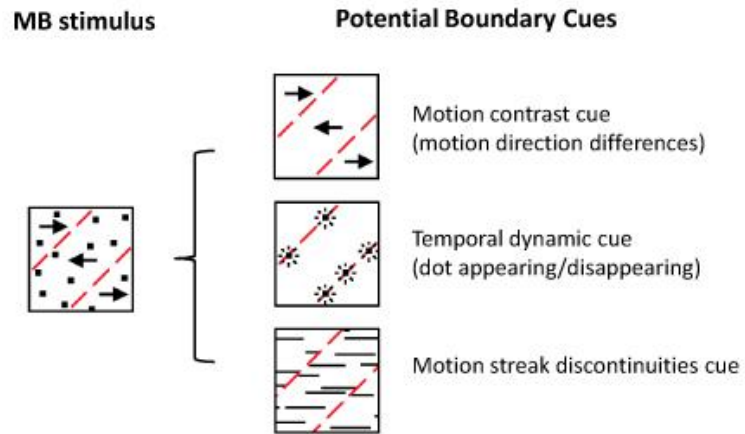 MB stimulus
Potential Boundary Cues
Motion contrast cue
(motion direction differences)
Temporal dynamic cue
(dot appearing/disappearing)
Motion streak discontinuities cue